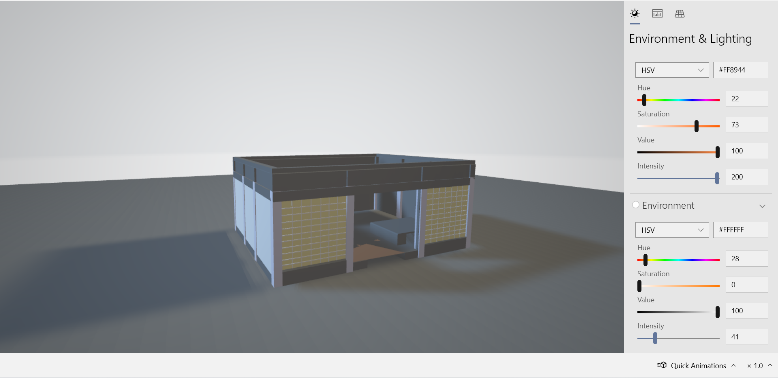 Environment & Lighting
HSV #FF8944
Hue
22
Saturation
73
Value
100
Intensity
200
Environment
HSV #FFFFFF
Hue
28
Saturation
0
Value
100
Intensity
41
Quick Animations × 1.0